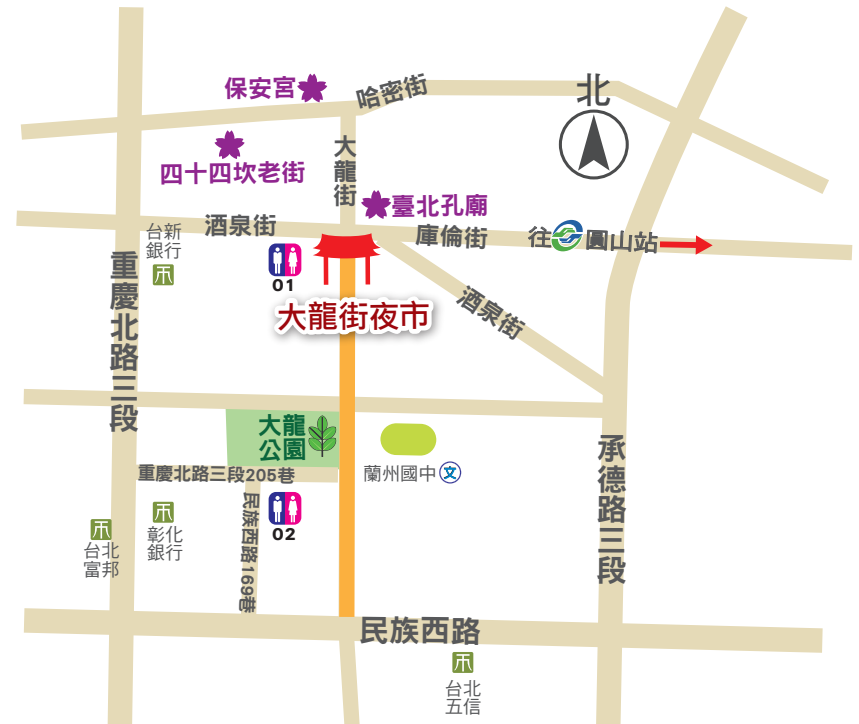 保安宮
哈密街
北
四十四坎老街
大龍街
臺北孔廟
酒泉街
庫倫街
往
圓山站
台新
銀行
01
重慶北路三段
大龍街夜市
酒泉街
大龍
公園
蘭州國中
文
重慶北路三段205巷
承德路三段
民族西路169巷
02
彰化
銀行
台北
富邦
民族西路
台北
五信